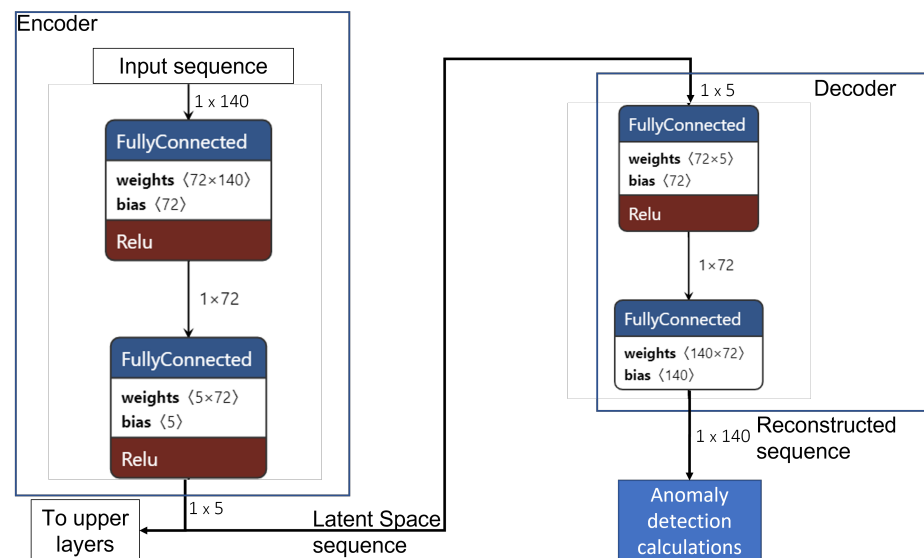 Encoder
Input sequence
1 x 140
FullyConnected
weights 〈72×140〉
bias 〈72〉
Relu
1×72
FullyConnected
weights 〈5×72〉
bias 〈5〉
Relu
1 x 5
To upper
layers
Latent Space
sequence
1 x 5
Decoder
FullyConnected
weights 〈72×5〉
bias 〈72〉
Relu
1×72
FullyConnected
weights 〈140×72〉
bias 〈140〉
1 x 140
Reconstructed
sequence
Anomaly
detection
calculations